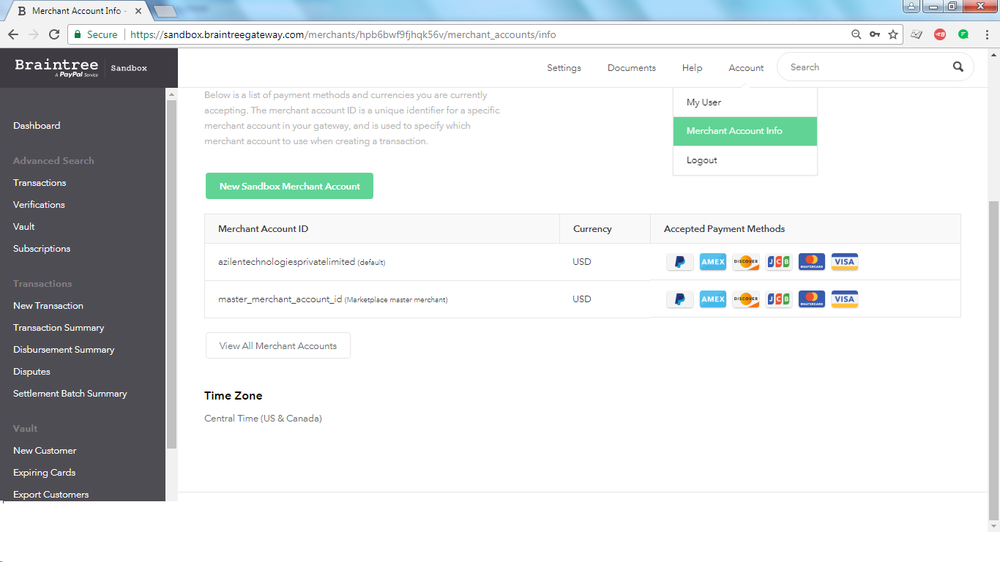 Merchant Account Info -
Secure
https://sandbox.braintreegateway.com/merchants/hpb6bwf9fjhqk56v/merchant_accounts/info
Braintree
A PayPal Service
Sandbox
Settings
Documents
Help
Account
Search
My User
Merchant Account Info
Logout
Dashboard
Advanced Search
Transactions
Verifications
Vault
Subscriptions
Transactions
New Transaction
Transaction Summary
Disbursement Summary
Disputes
Settlement Batch Summary
Vault
New Customer
Expiring Cards
Export Customers
Below is a list of payment methods and currencies you are currently
accepting. The merchant account ID is a unique identifier for a specific
merchant account in your gateway, and is used to specify which
merchant account to use when creating a transaction.
New Sandbox Merchant Account
Merchant Account ID Currency Accepted Payment Methods
azilentechnologiesprivatelimited (default) USD AMEX DISCOVER JCB MASTERCARD VISA
master_merchant_account_id (Marketplace master merchant) USD AMEX DISCOVER JCB MASTERCARD VISA
View All Merchant Accounts
Time Zone
Central Time (US & Canada)